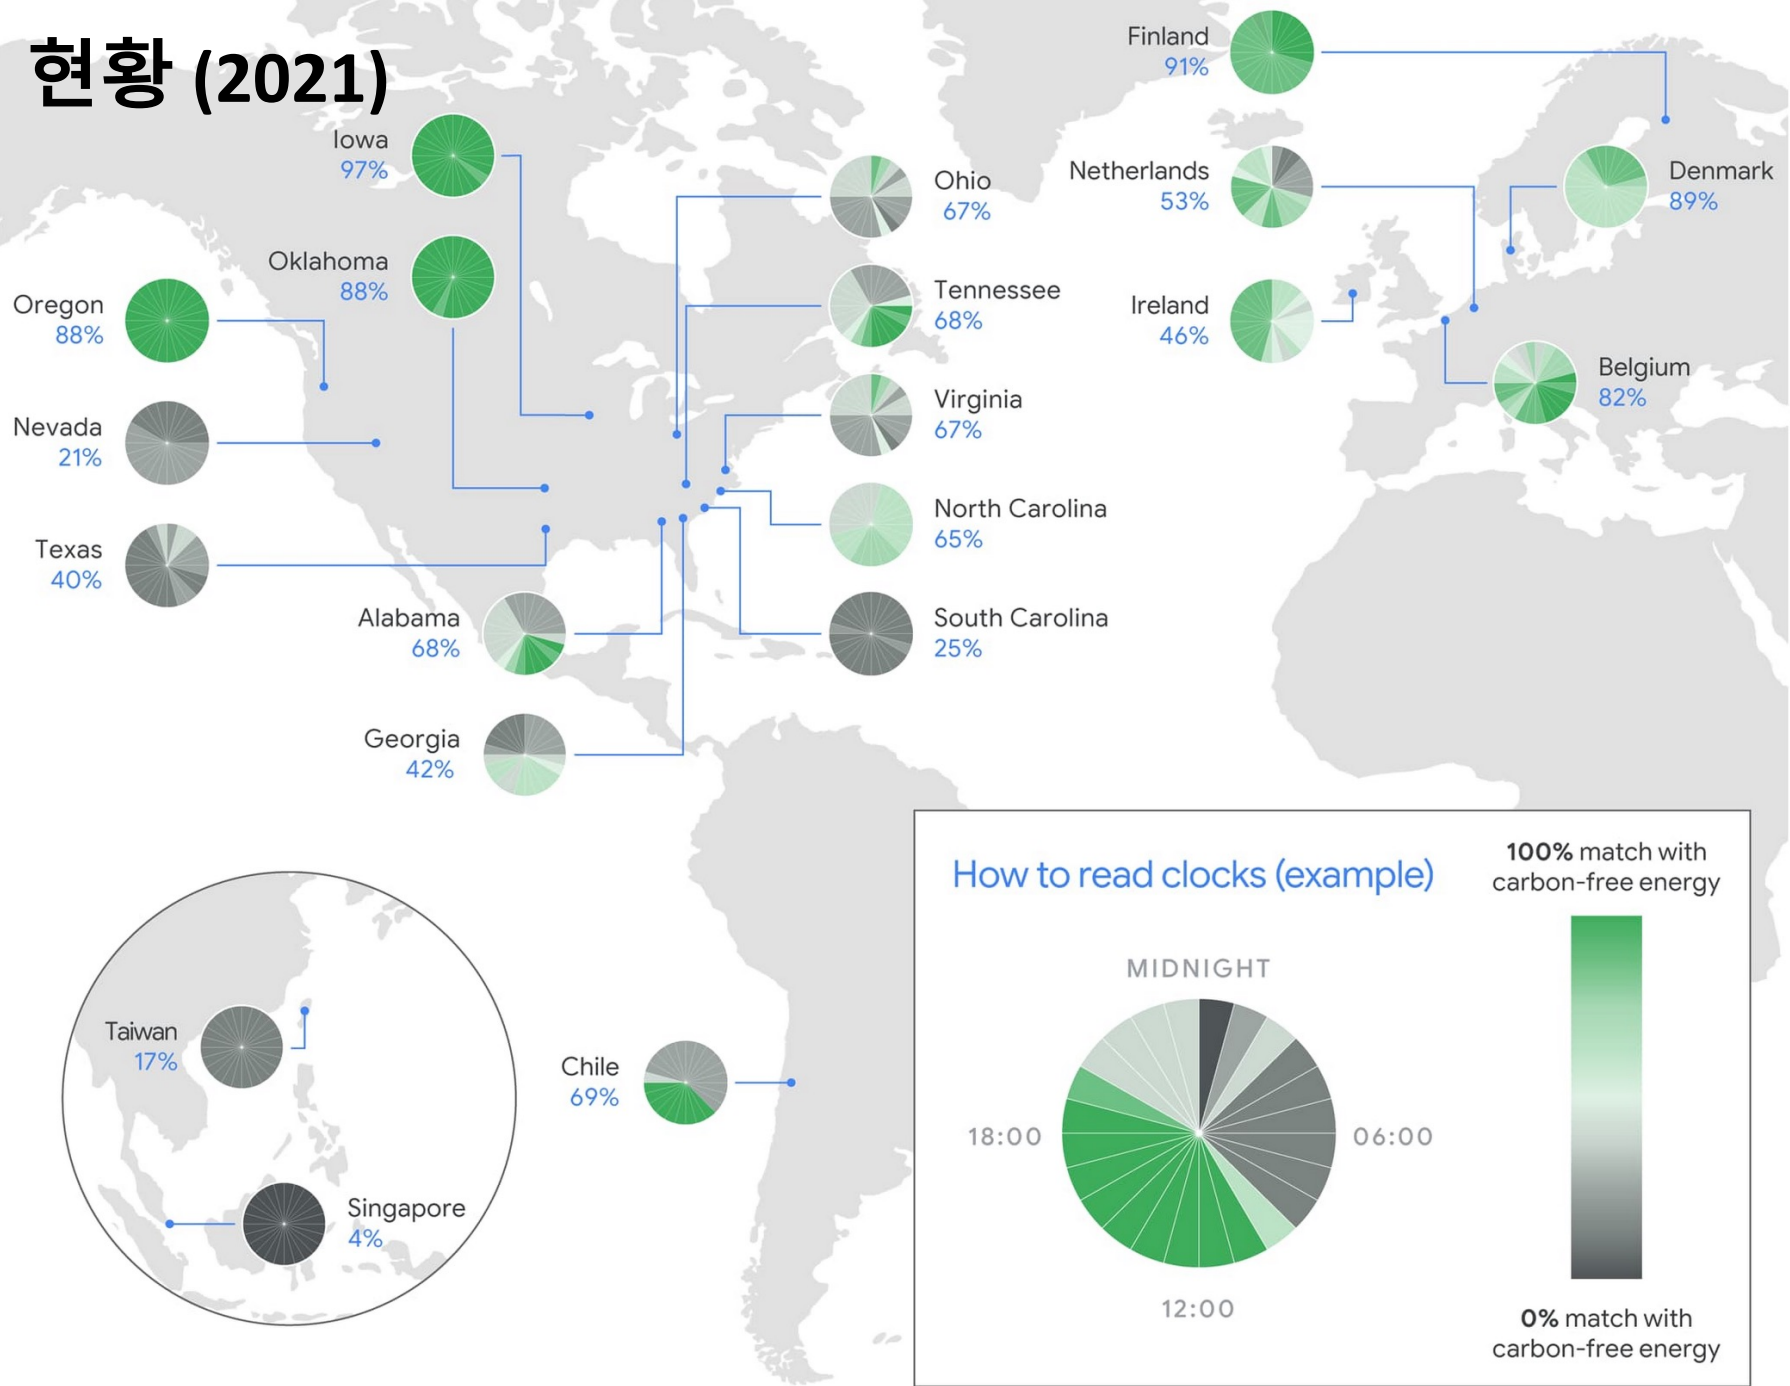 현황 (2021)
Iowa
97%
Oklahoma
88%
Oregon
88%
Nevada
21%
Texas
40%
Alabama
68%
Georgia
42%
Ohio
67%
Tennessee
68%
Virginia
67%
North Carolina
65%
South Carolina
25%
Finland
91%
Netherlands
53%
Denmark
89%
Ireland
46%
Belgium
82%
Taiwan
17%
Singapore
4%
Chile
69%
How to read clocks (example)
MIDNIGHT
18:00
06:00
12:00
100% match with
carbon-free energy
0% match with
carbon-free energy